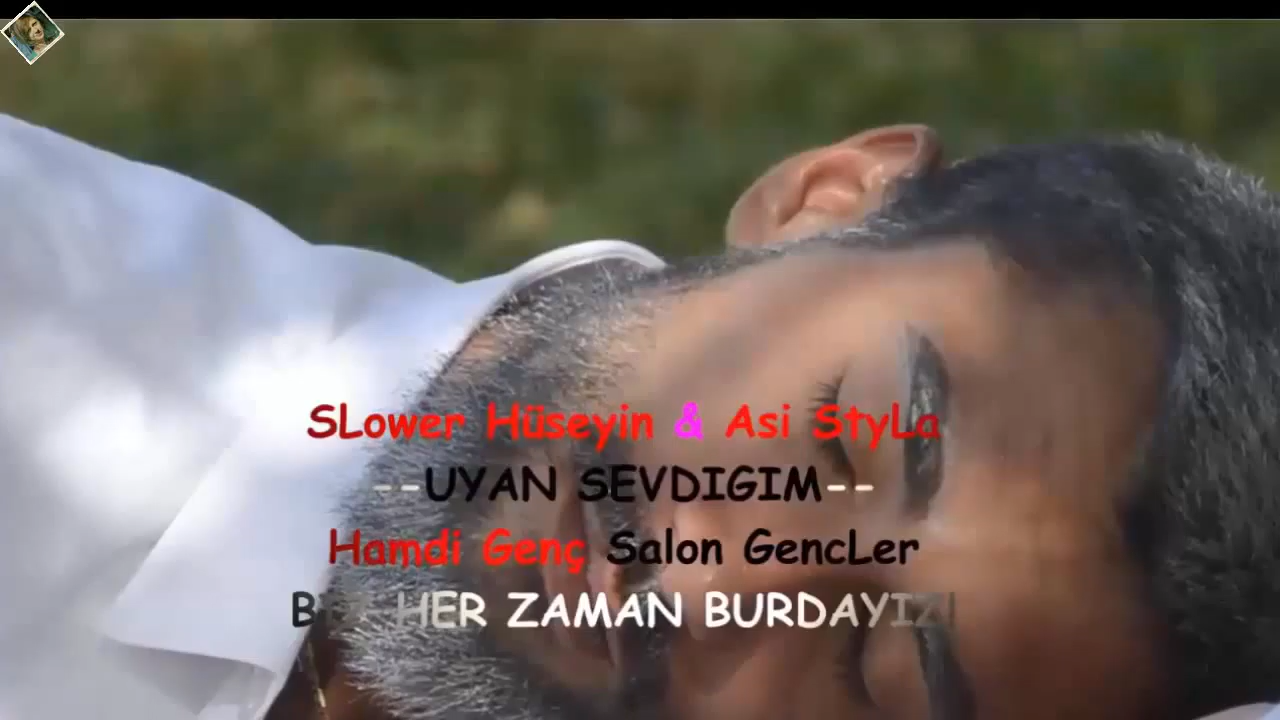 SLower Hüseyin & Asi StyLa
--UYAN SEVDIGIM--
Hamdi Genç Salon GencLer
HER ZAMAN BURDAYIZ!